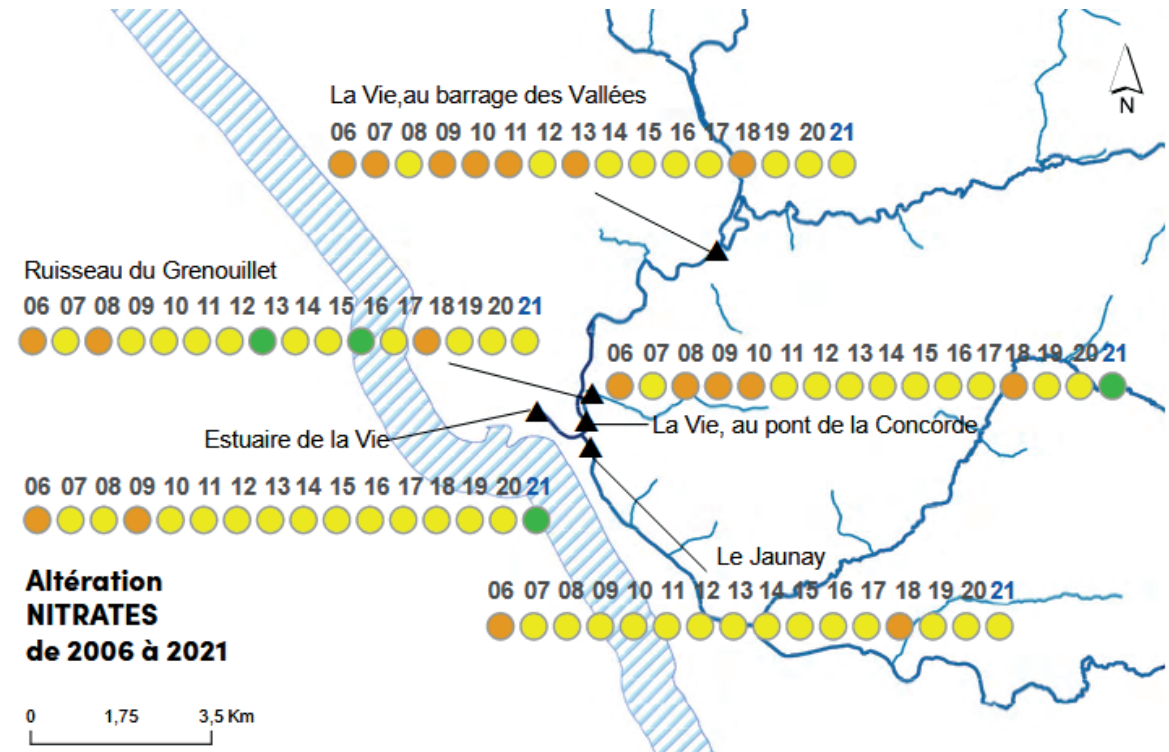 La Vie,au barrage des Vallées
06 07 08 09 10 11 12 13 14 15 16 17 18 19 20 21
N
Ruisseau du Grenouillet
06 07 08 09 10 11 12 13 14 15 16 17 18 19 20 21
06 07 08 09 10 11 12 13 14 15 16 17 18 19 20 21
La Vie, au pont de la Concorde
Estuaire de la Vie
06 07 08 09 10 11 12 13 14 15 16 17 18 19 20 21
Le Jaunay
06 07 08 09 10 11 12 13 14 15 16 17 18 19 20 21
Altération
NITRATES
de 2006 à 2021
0 1,75 3,5 Km